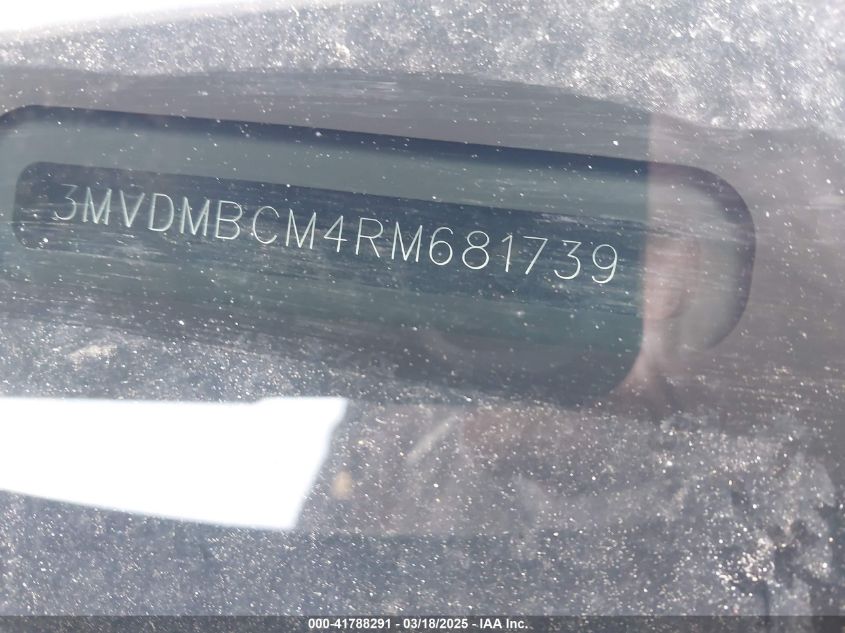 3MVDMBCM4RM681739
000-41788291 - 03/18/2025 - IAA Inc.